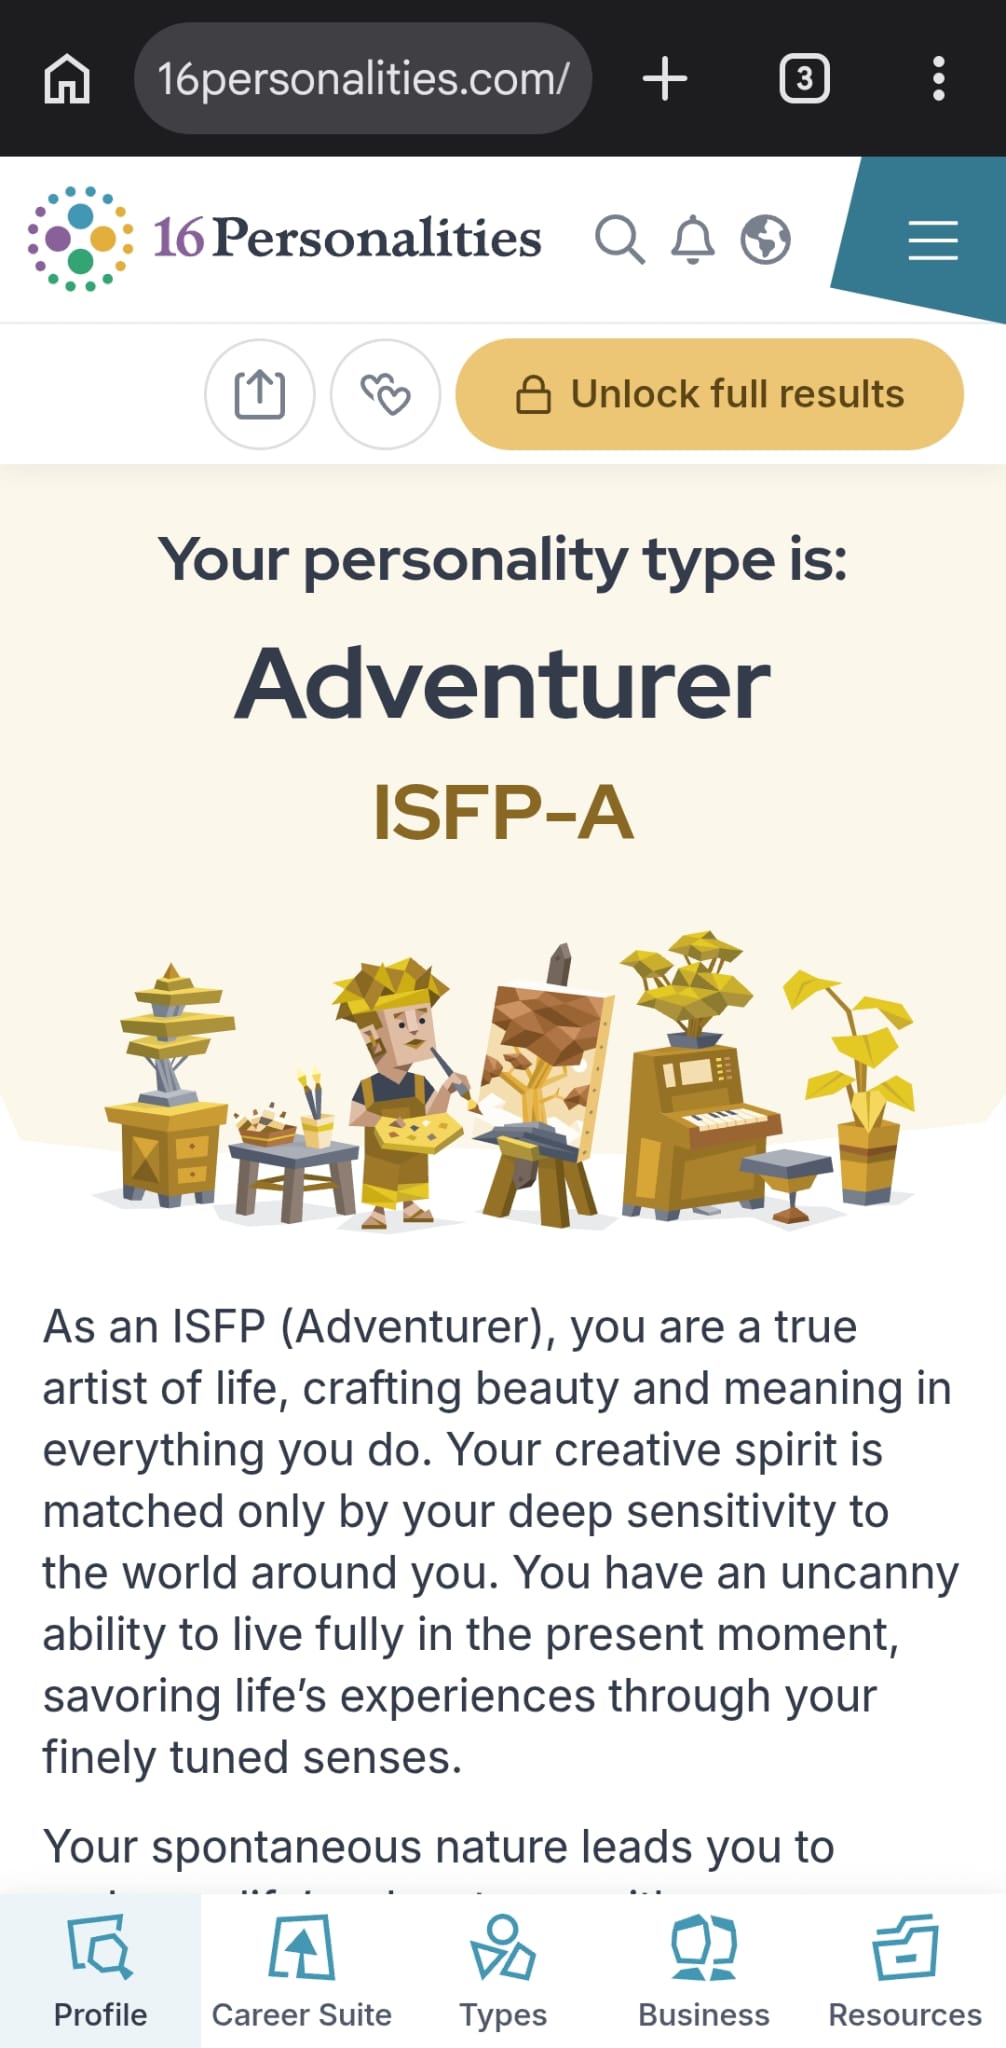 16personalities.com/
3
16Personalities
Unlock full results
Your personality type is:
Adventurer
ISFP-A
As an ISFP (Adventurer), you are a true
artist of life, crafting beauty and meaning in
everything you do. Your creative spirit is
matched only by your deep sensitivity to
the world around you. You have an uncanny
ability to live fully in the present moment,
savoring life’s experiences through your
finely tuned senses.
Your spontaneous nature leads you to
Profile
Career Suite
Types
Business
Resources